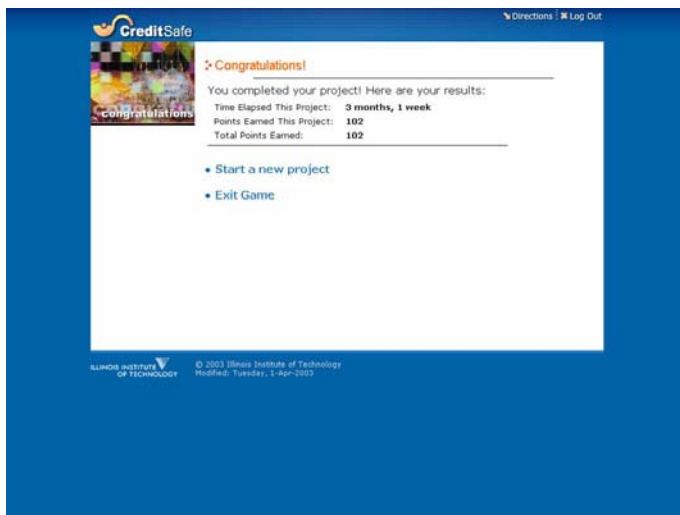 CreditSafe
Directions Log Out
Congratulations!
congratulations
You completed your project! Here are your results:
Time Elapsed This Project: 3 months, 1 week
Points Earned This Project: 102
Total Points Earned: 102
• Start a new project
• Exit Game
ILLINOIS INSTITUTE
OF TECHNOLOGY
© 2003 Illinois Institute of Technology
Modified: Tuesday, 1-Apr-2003